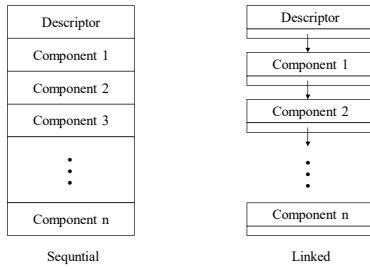 Descriptor
Component 1
Component 2
Component 3
Component n
Sequntial
Descriptor
Component 1
Component 2
Component n
Linked